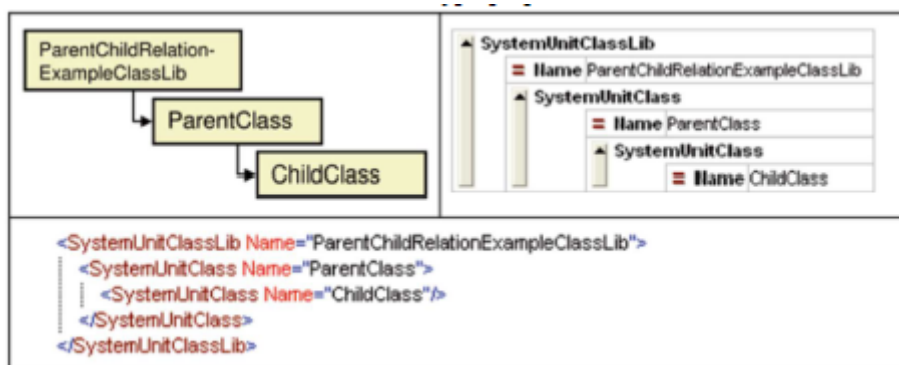 ParentChildRelation-
ExampleClassLib
ParentClass
ChildClass
SystemUnitClassLib
= Name ParentChildRelationExampleClassLib
SystemUnitClass
= Name ParentClass
SystemUnitClass
= Name ChildClass
<SystemUnitClassLib Name="ParentChildRelationExampleClassLib">
<SystemUnitClass Name="ParentClass">
<SystemUnitClass Name="ChildClass"/>
</SystemUnitClass>
</SystemUnitClassLib>